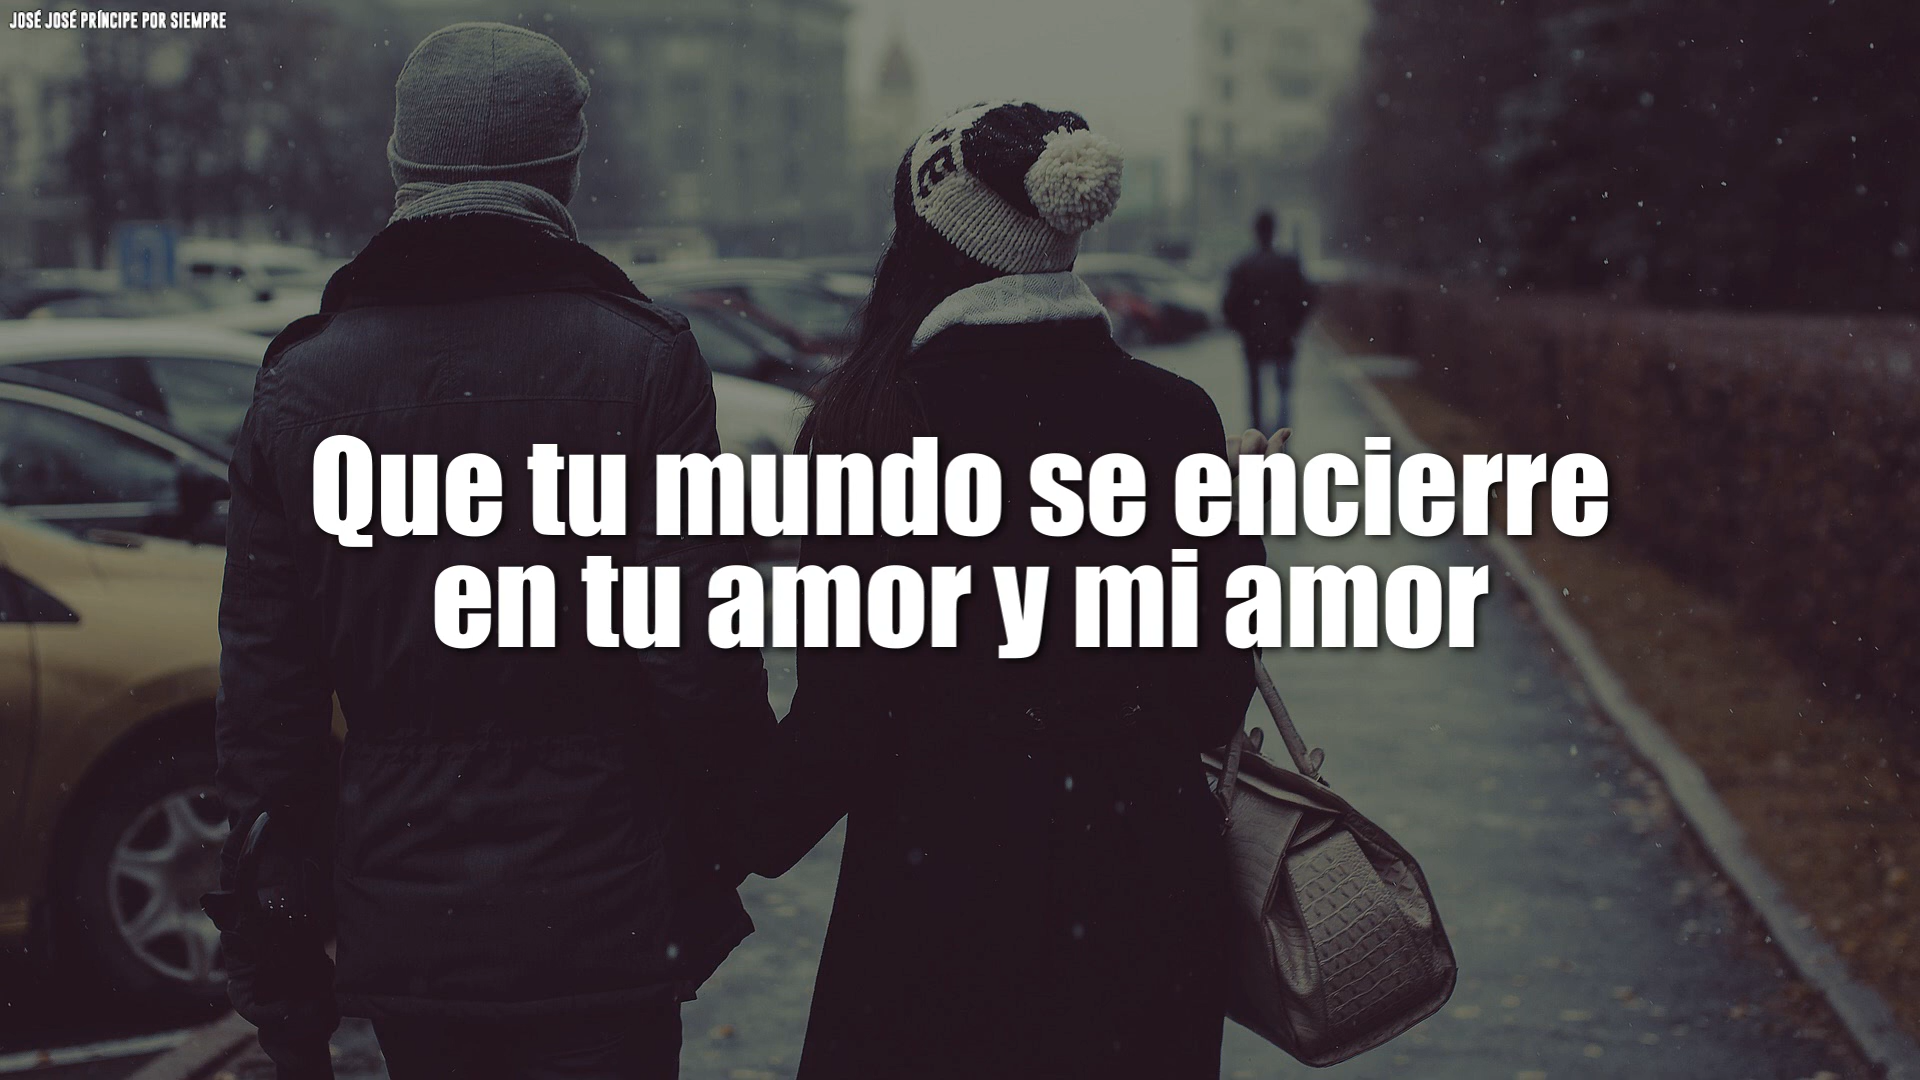 JOSÉ JOSÉ PRÍNCIPE POR SIEMPRE
Que tu mundo se encierre
en tu amor y mi amor